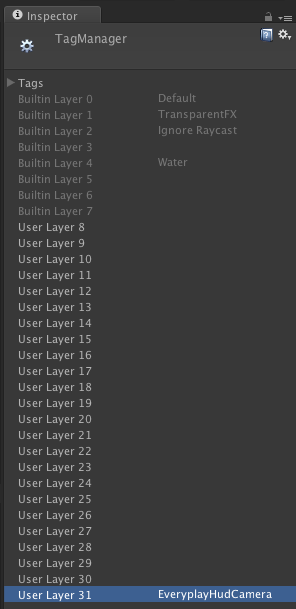 Inspector
TagManager
Tags
Builtin Layer 0 Default
Builtin Layer 1 TransparentFX
Builtin Layer 2 Ignore Raycast
Builtin Layer 3
Builtin Layer 4 Water
Builtin Layer 5
Builtin Layer 6
Builtin Layer 7
User Layer 8
User Layer 9
User Layer 10
User Layer 11
User Layer 12
User Layer 13
User Layer 14
User Layer 15
User Layer 16
User Layer 17
User Layer 18
User Layer 19
User Layer 20
User Layer 21
User Layer 22
User Layer 23
User Layer 24
User Layer 25
User Layer 26
User Layer 27
User Layer 28
User Layer 29
User Layer 30
User Layer 31 EveryplayHudCamera